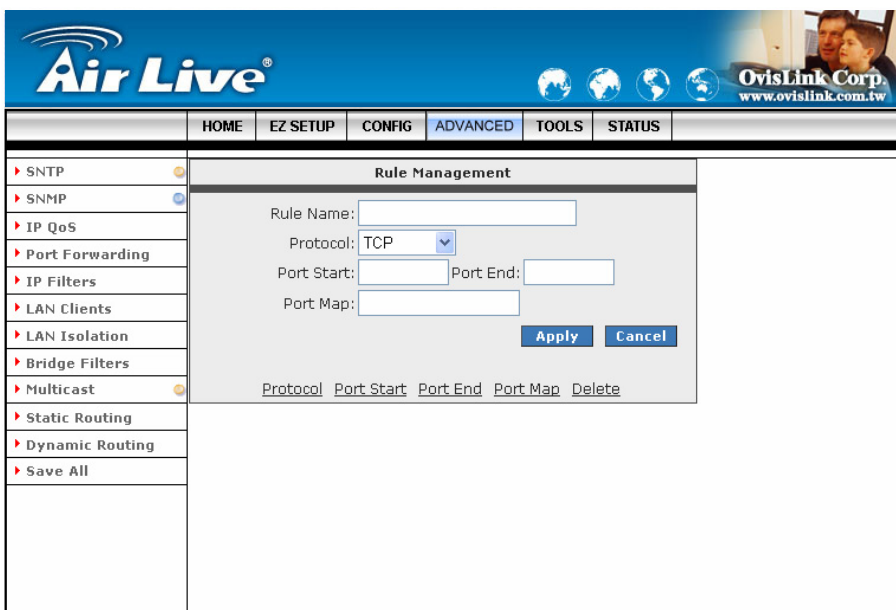 Air Live®
OvisLink Corp.
www.ovislink.com.tw
HOME EZ SETUP CONFIG ADVANCED TOOLS STATUS
SNTP
SNMP
IP QoS
Port Forwarding
IP Filters
LAN Clients
LAN Isolation
Bridge Filters
Multicast
Static Routing
Dynamic Routing
Save All
Rule Management
Rule Name:
Protocol: TCP
Port Start: Port End:
Port Map:
Apply Cancel
Protocol Port Start Port End Port Map Delete